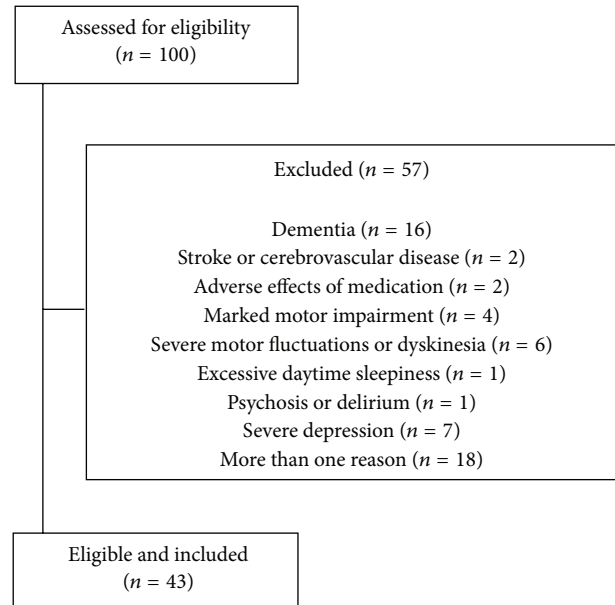 Assessed for eligibility
(n = 100)
Excluded (n = 57)
Dementia (n = 16)
Stroke or cerebrovascular disease (n = 2)
Adverse effects of medication (n = 2)
Marked motor impairment (n = 4)
Severe motor fluctuations or dyskinesia (n = 6)
Excessive daytime sleepiness (n = 1)
Psychosis or delirium (n = 1)
Severe depression (n = 7)
More than one reason (n = 18)
Eligible and included
(n = 43)